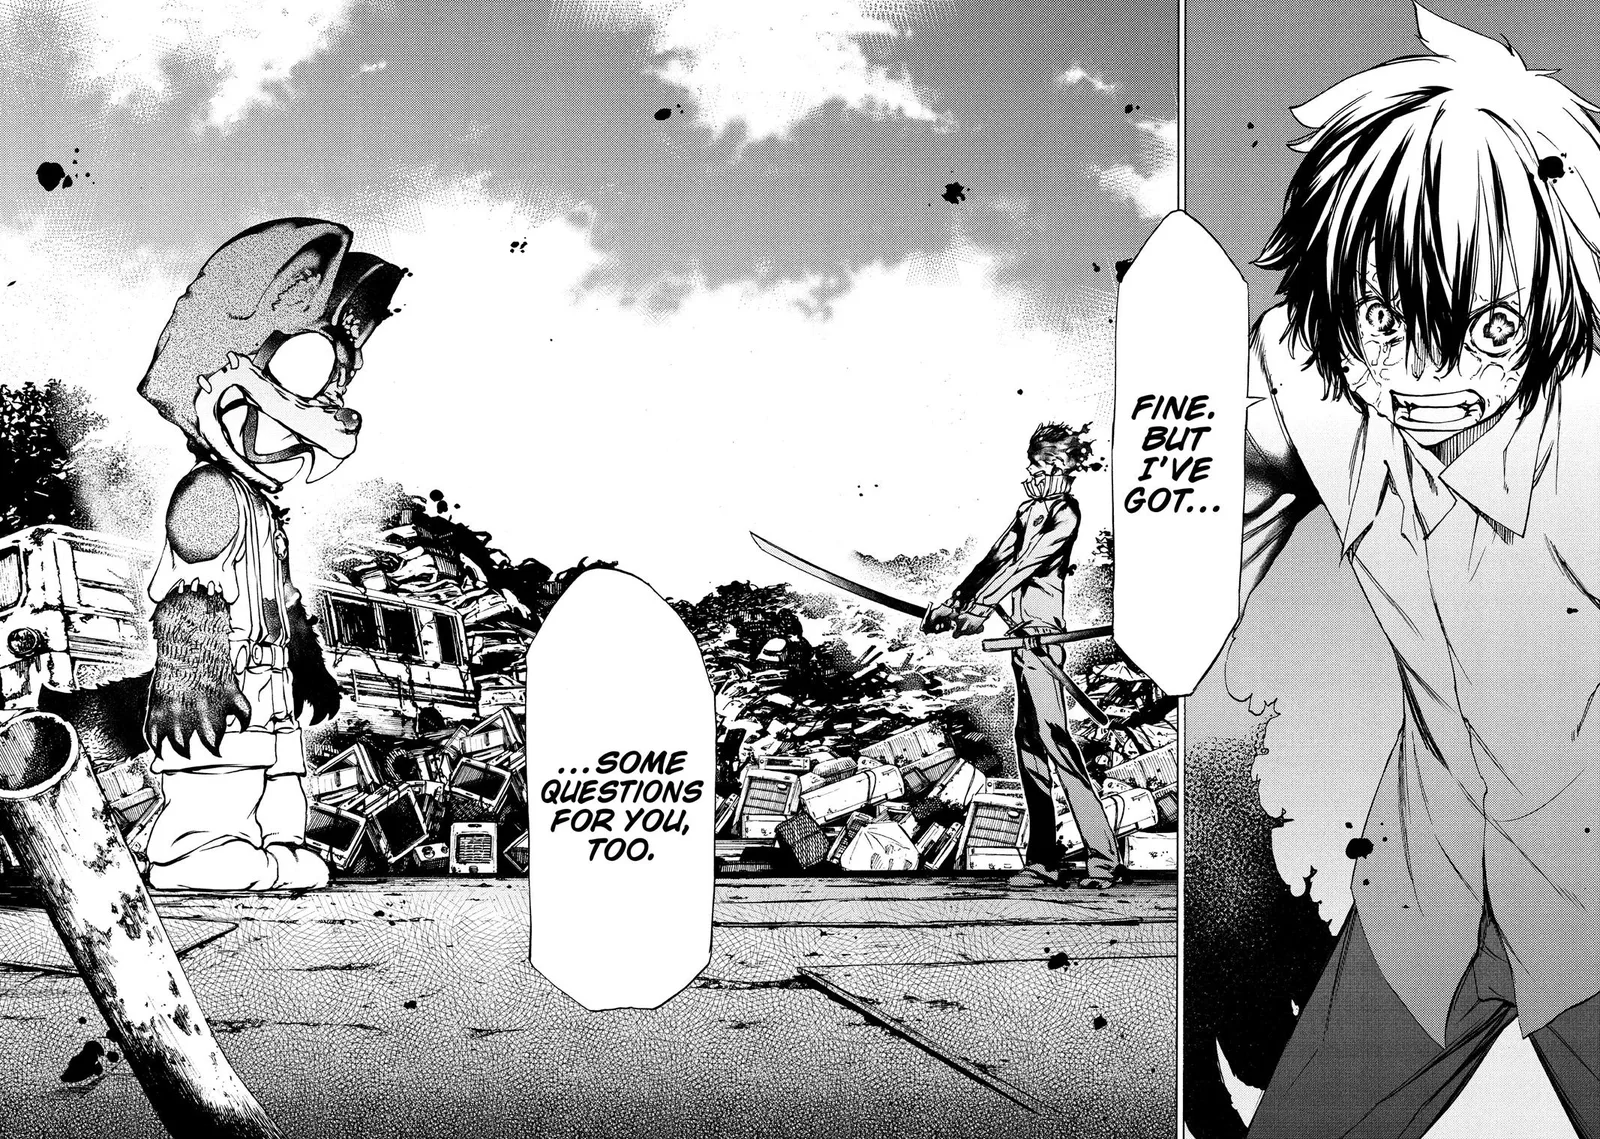 FINE.
BUT
I'VE
GOT...
...SOME
QUESTIONS
FOR YOU,
TOO.